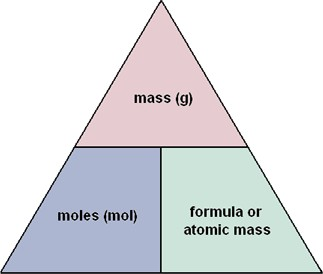 mass (g)
moles (mol)
formula or
atomic mass